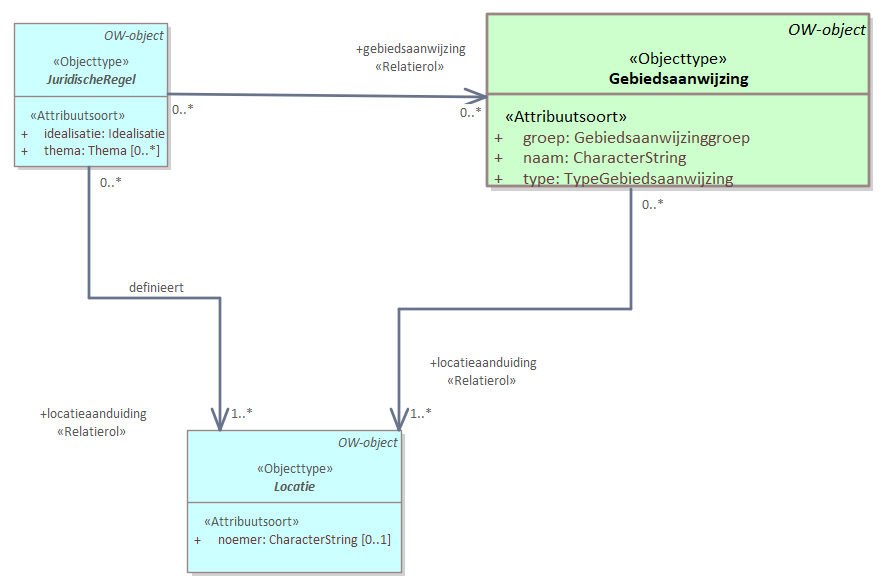 OW-object
«Objecttype»
JuridischeRegel
«Attribuutsoort»
+ idealisatie: Idealisatie
+ thema: Thema [0..*]
+gebiedsaanwijzing
«Relatierol»
0..*
0..*
OW-object
«Objecttype»
Gebiedsaanwijzing
«Attribuutsoort»
+ groep: Gebiedsaanwijzinggroep
+ naam: CharacterString
+ type: TypeGebiedsaanwijzing
0..*
0..*
definieert
+locatieaanduiding
«Relatierol»
+locatieaanduiding
«Relatierol»
1..*
1..*
OW-object
«Objecttype»
Locatie
«Attribuutsoort»
+ noemer: CharacterString [0..1]